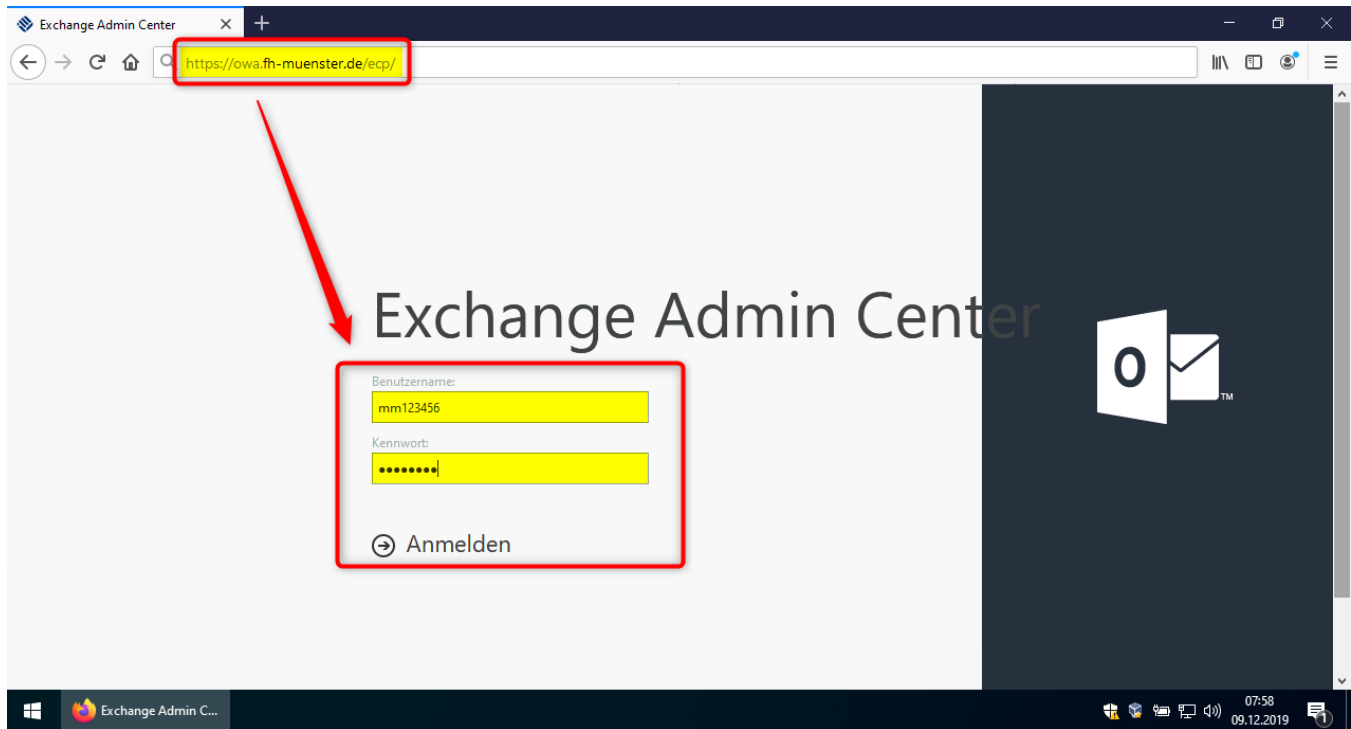 Exchange Admin Center
https://owa.fh-muenster.de/ecp/
Exchange Admin Center
Benutzername:
mm123456
Kennwort:
••••••••
Anmelden
O
TM
Exchange Admin C...
07:58
09.12.2019
1